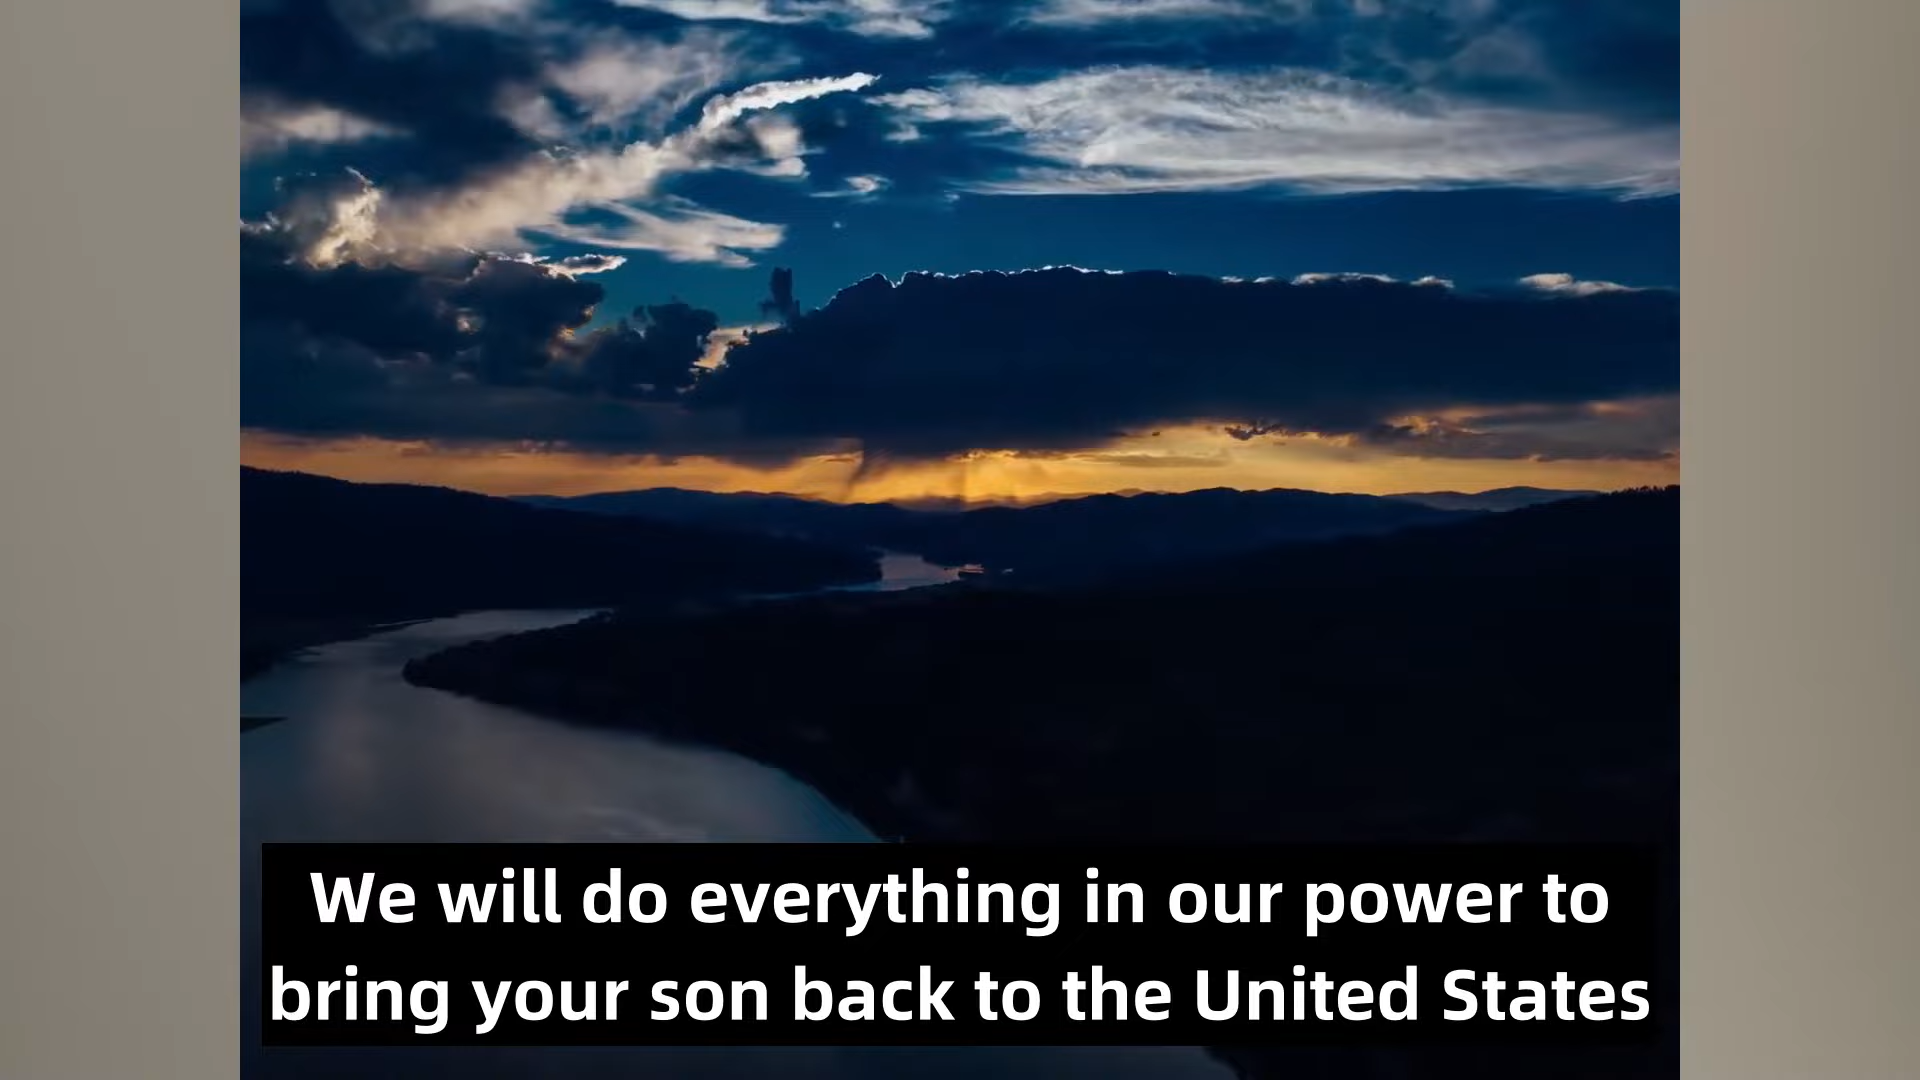 We will do everything in our power to
bring your son back to the United States